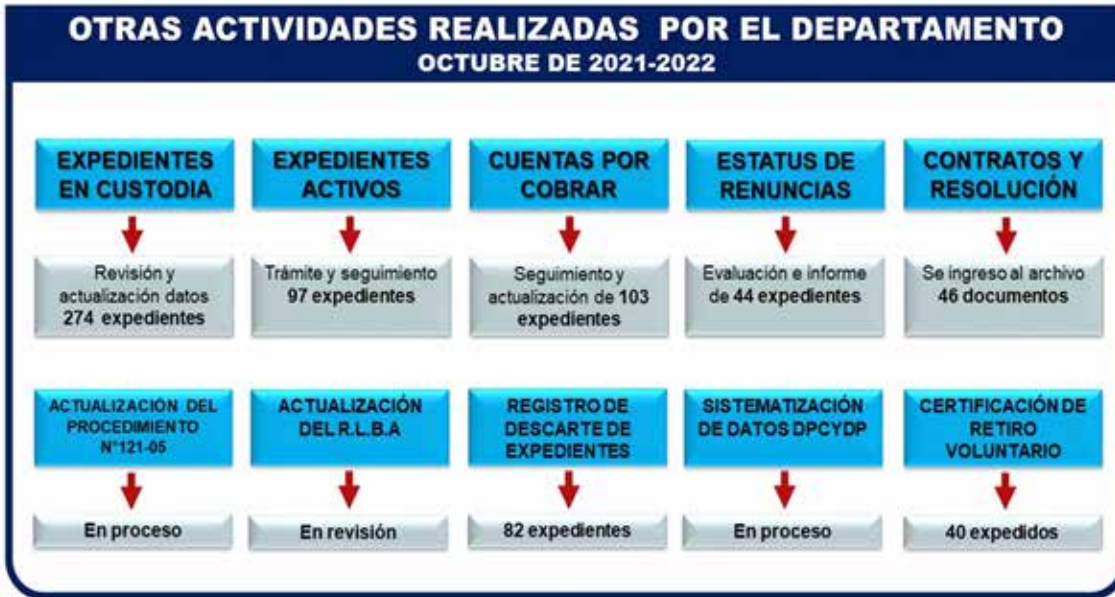 OTRAS ACTIVIDADES REALIZADAS POR EL DEPARTAMENTO
OCTUBRE DE 2021-2022
EXPEDIENTES
EN CUSTODIA
Revisión y
actualización datos
274 expedientes
EXPEDIENTES
ACTIVOS
Trámite y seguimiento
97 expedientes
CUENTAS POR
COBRAR
Seguimiento y
actualización de 103
expedientes
ESTATUS DE
RENUNCIAS
Evaluación e informe
de 44 expedientes
CONTRATOS Y
RESOLUCIÓN
Se ingreso al archivo
46 documentos
ACTUALIZACIÓN DEL
PROCEDIMIENTO
N°121-05
En proceso
ACTUALIZACIÓN
DEL R.L.B.A
En revisión
REGISTRO DE
DESCARTE DE
EXPEDIENTES
82 expedientes
SISTEMATIZACIÓN
DE DATOS DPCYDP
En proceso
CERTIFICACIÓN DE
RETIRO
VOLUNTARIO
40 expedidos